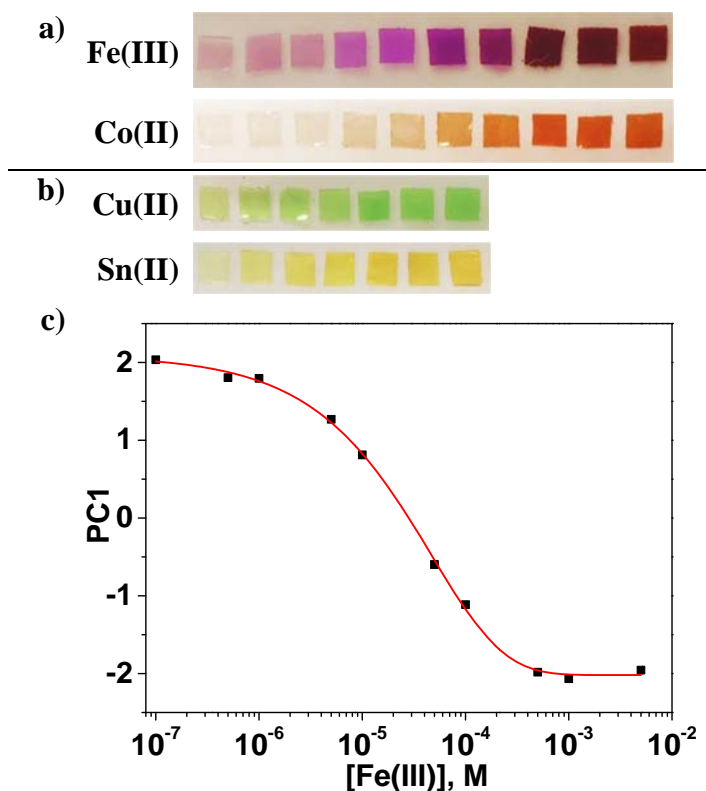 a)
Fe(III)
Co(II)
b)
Cu(II)
Sn(II)
c)
2
1
0
-1
-2
PC1
10⁻⁷ 10⁻⁶ 10⁻⁵ 10⁻⁴ 10⁻³ 10⁻²
[Fe(III)], M